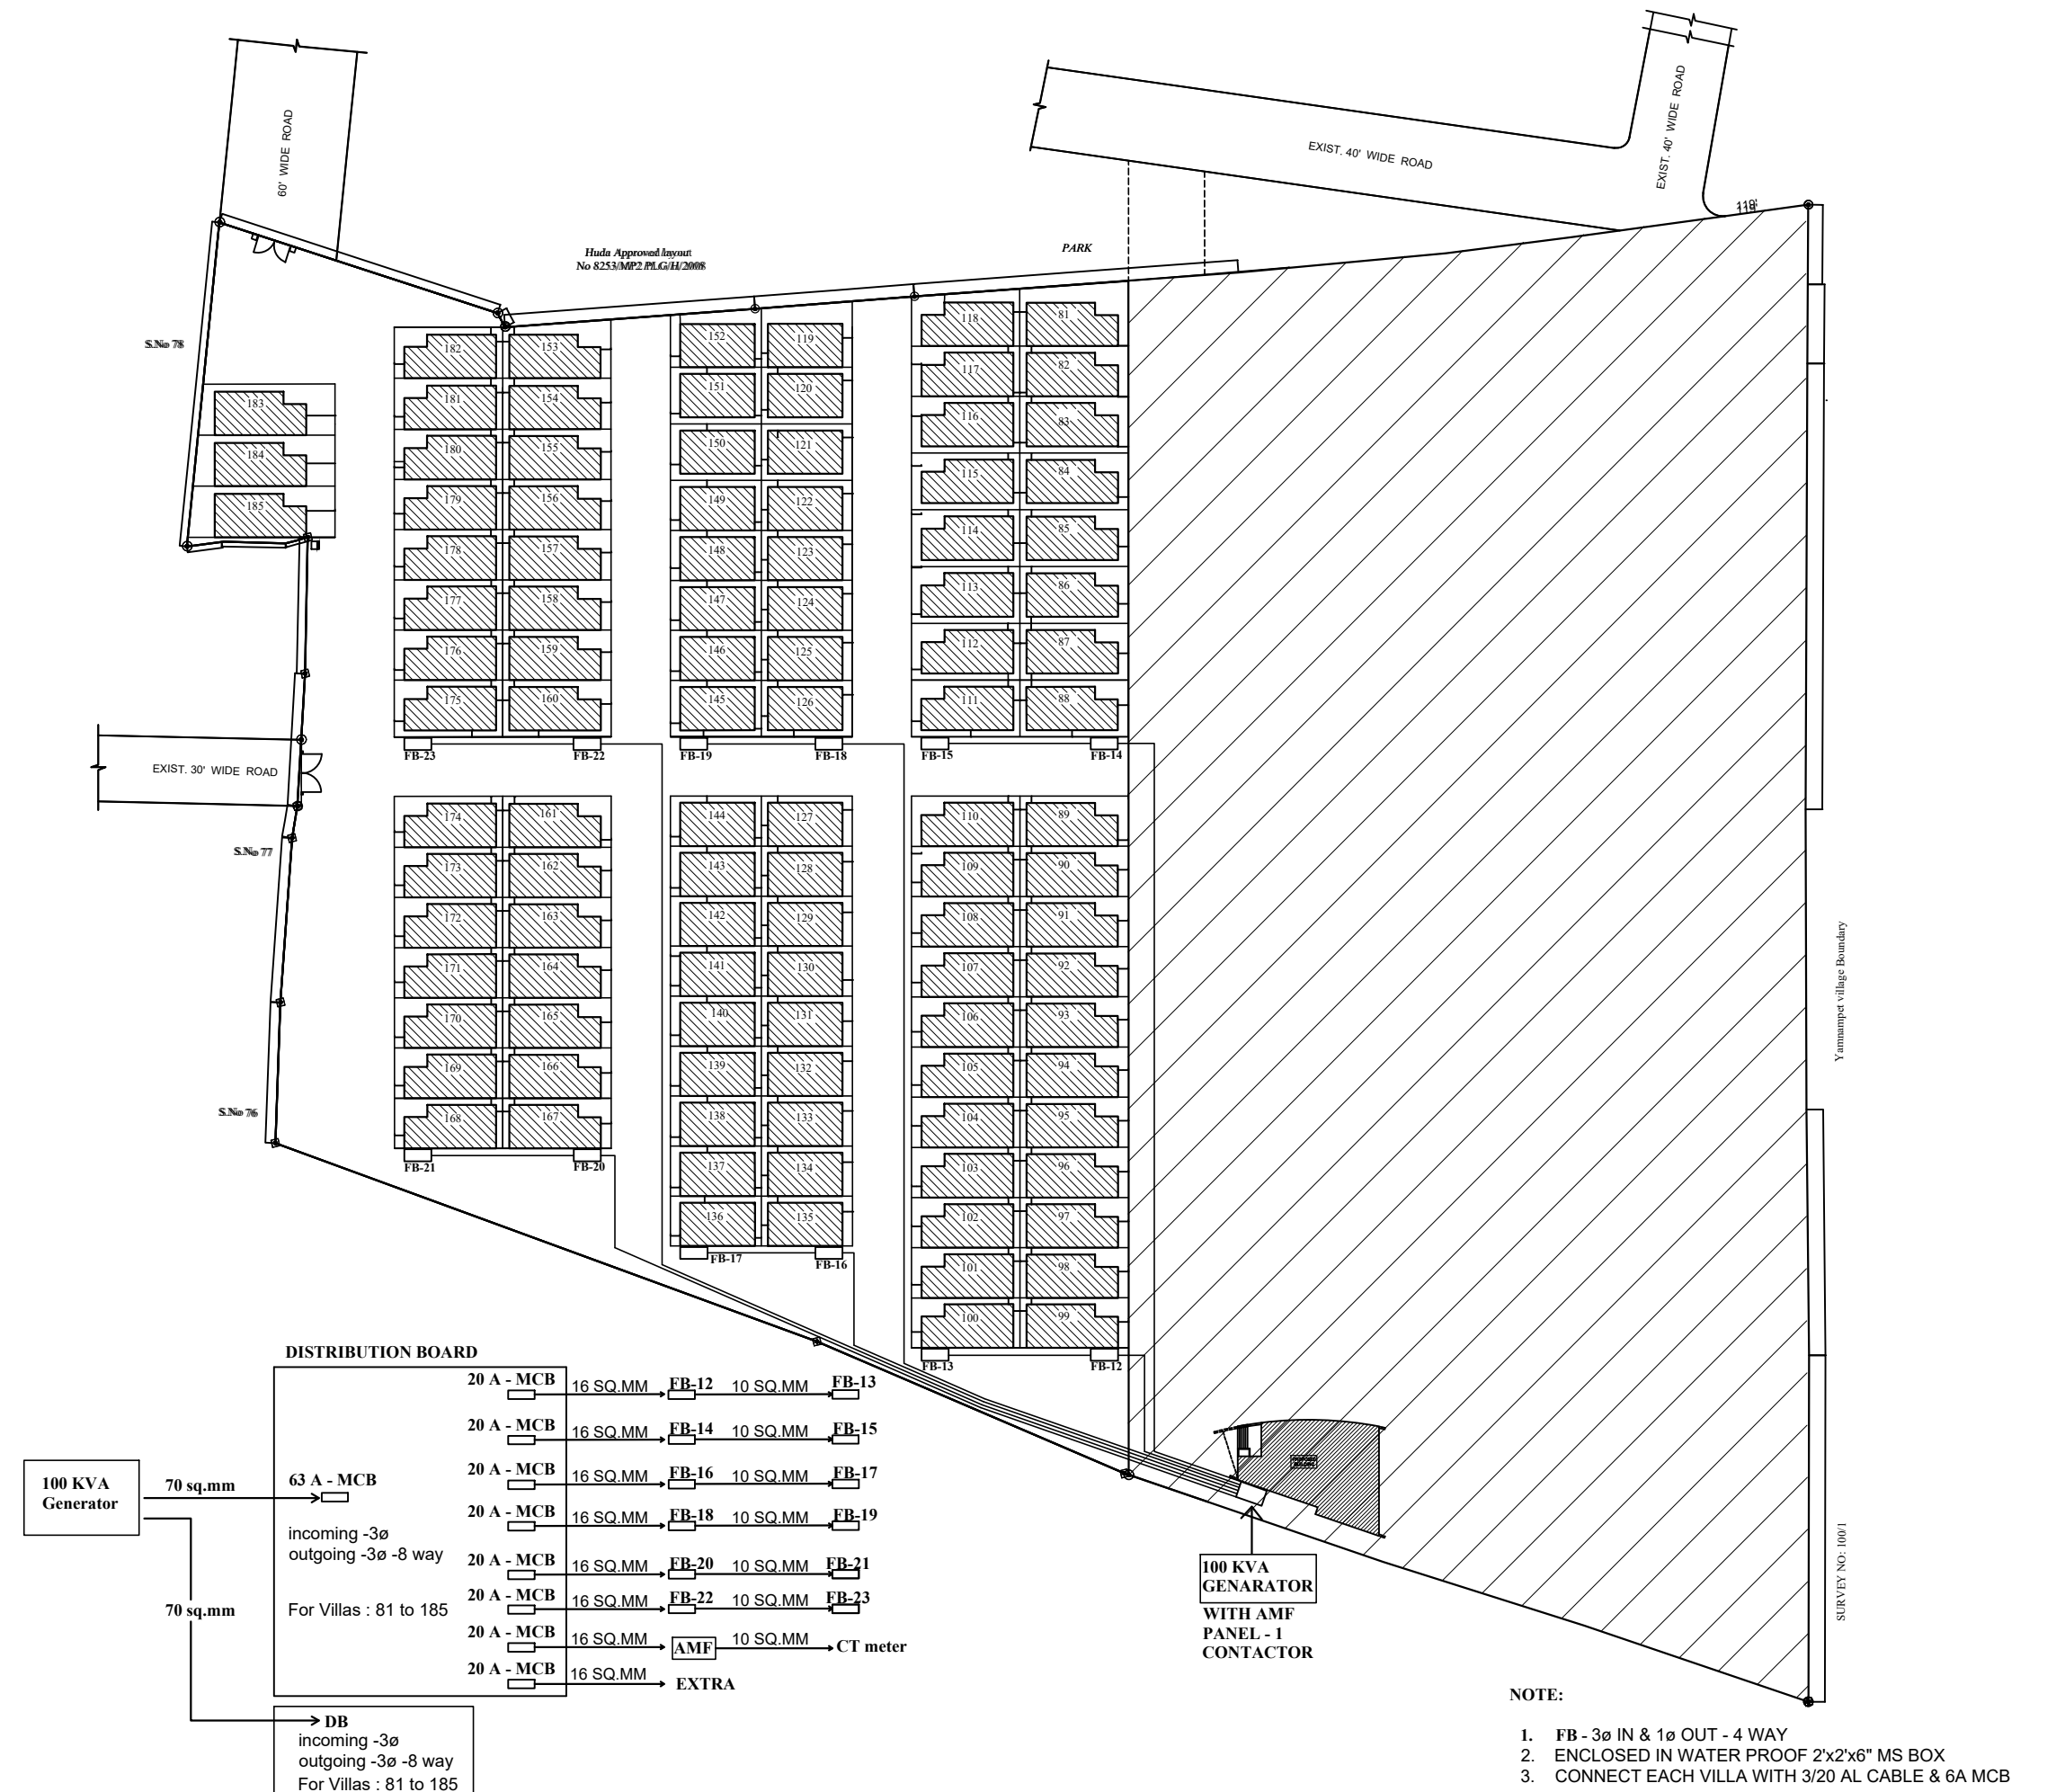 60' WIDE ROAD
EXIST. 40' WIDE ROAD
EXIST. 40' WIDE ROAD
119'
Huda Approved layout
No 8253/MP2 PLG/H/2008
PARK
S.No 78
182 153 152 119 118 81
181 154 151 120 117 82
183
180 155 150 121 116 83
184
179 156 149 122 115 84
185
178 157 148 123 114 85
177 158 147 124 113 86
176 159 146 125 112 87
175 160 145 126 111 88
FB-23 FB-22 FB-19 FB-18 FB-15 FB-14
EXIST. 30' WIDE ROAD
S.No 77
174 161 144 127 110 89
173 162 143 128 109 90
172 163 142 129 108 91
171 164 141 130 107 92
170 165 140 131 106 93
169 166 139 132 105 94
168 167 138 133 104 95
S.No 76
FB-21 FB-20
137 134 103 96
136 135 102 97
FB-17 FB-16
101 98
100 99
FB-13 FB-12
Yamnampet village Boundary
SURVEY NO: 100/1
DISTRIBUTION BOARD
20 A - MCB 16 SQ.MM FB-12 10 SQ.MM FB-13
20 A - MCB 16 SQ.MM FB-14 10 SQ.MM FB-15
20 A - MCB 16 SQ.MM FB-16 10 SQ.MM FB-17
20 A - MCB 16 SQ.MM FB-18 10 SQ.MM FB-19
20 A - MCB 16 SQ.MM FB-20 10 SQ.MM FB-21
20 A - MCB 16 SQ.MM FB-22 10 SQ.MM FB-23
20 A - MCB 16 SQ.MM AMF 10 SQ.MM CT meter
20 A - MCB 16 SQ.MM EXTRA
100 KVA
Generator
70 sq.mm
63 A - MCB
incoming -3ø
outgoing -3ø -8 way
For Villas : 81 to 185
70 sq.mm
DB
incoming -3ø
outgoing -3ø -8 way
For Villas : 81 to 185
100 KVA
GENARATOR
WITH AMF
PANEL - 1
CONTACTOR
NOTE:
1. FB - 3ø IN & 1ø OUT - 4 WAY
2. ENCLOSED IN WATER PROOF 2'x2'x6" MS BOX
3. CONNECT EACH VILLA WITH 3/20 AL CABLE & 6A MCB